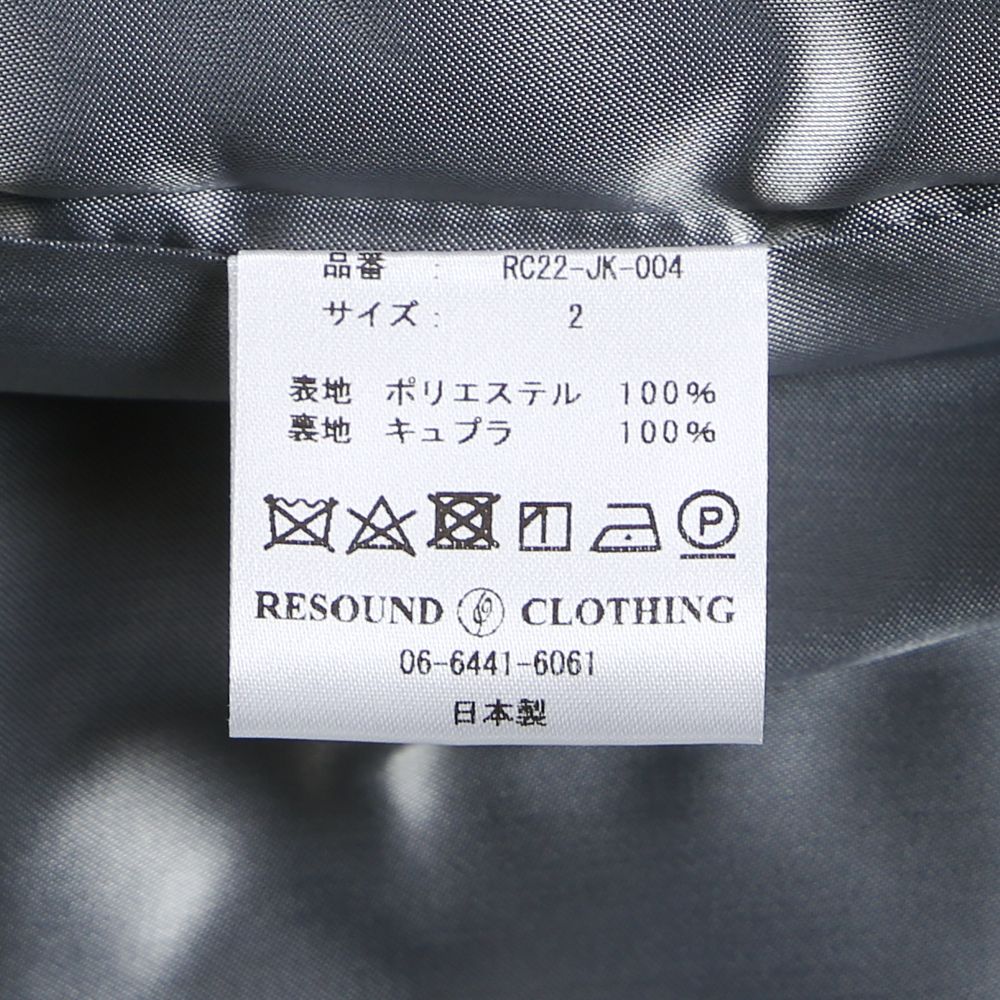 品番 : RC22-JK-004
サイズ : 2
表地 ポリエステル 100%
裏地 キュプラ 100%
P
RESOUND CLOTHING
06-6441-6061
日本製